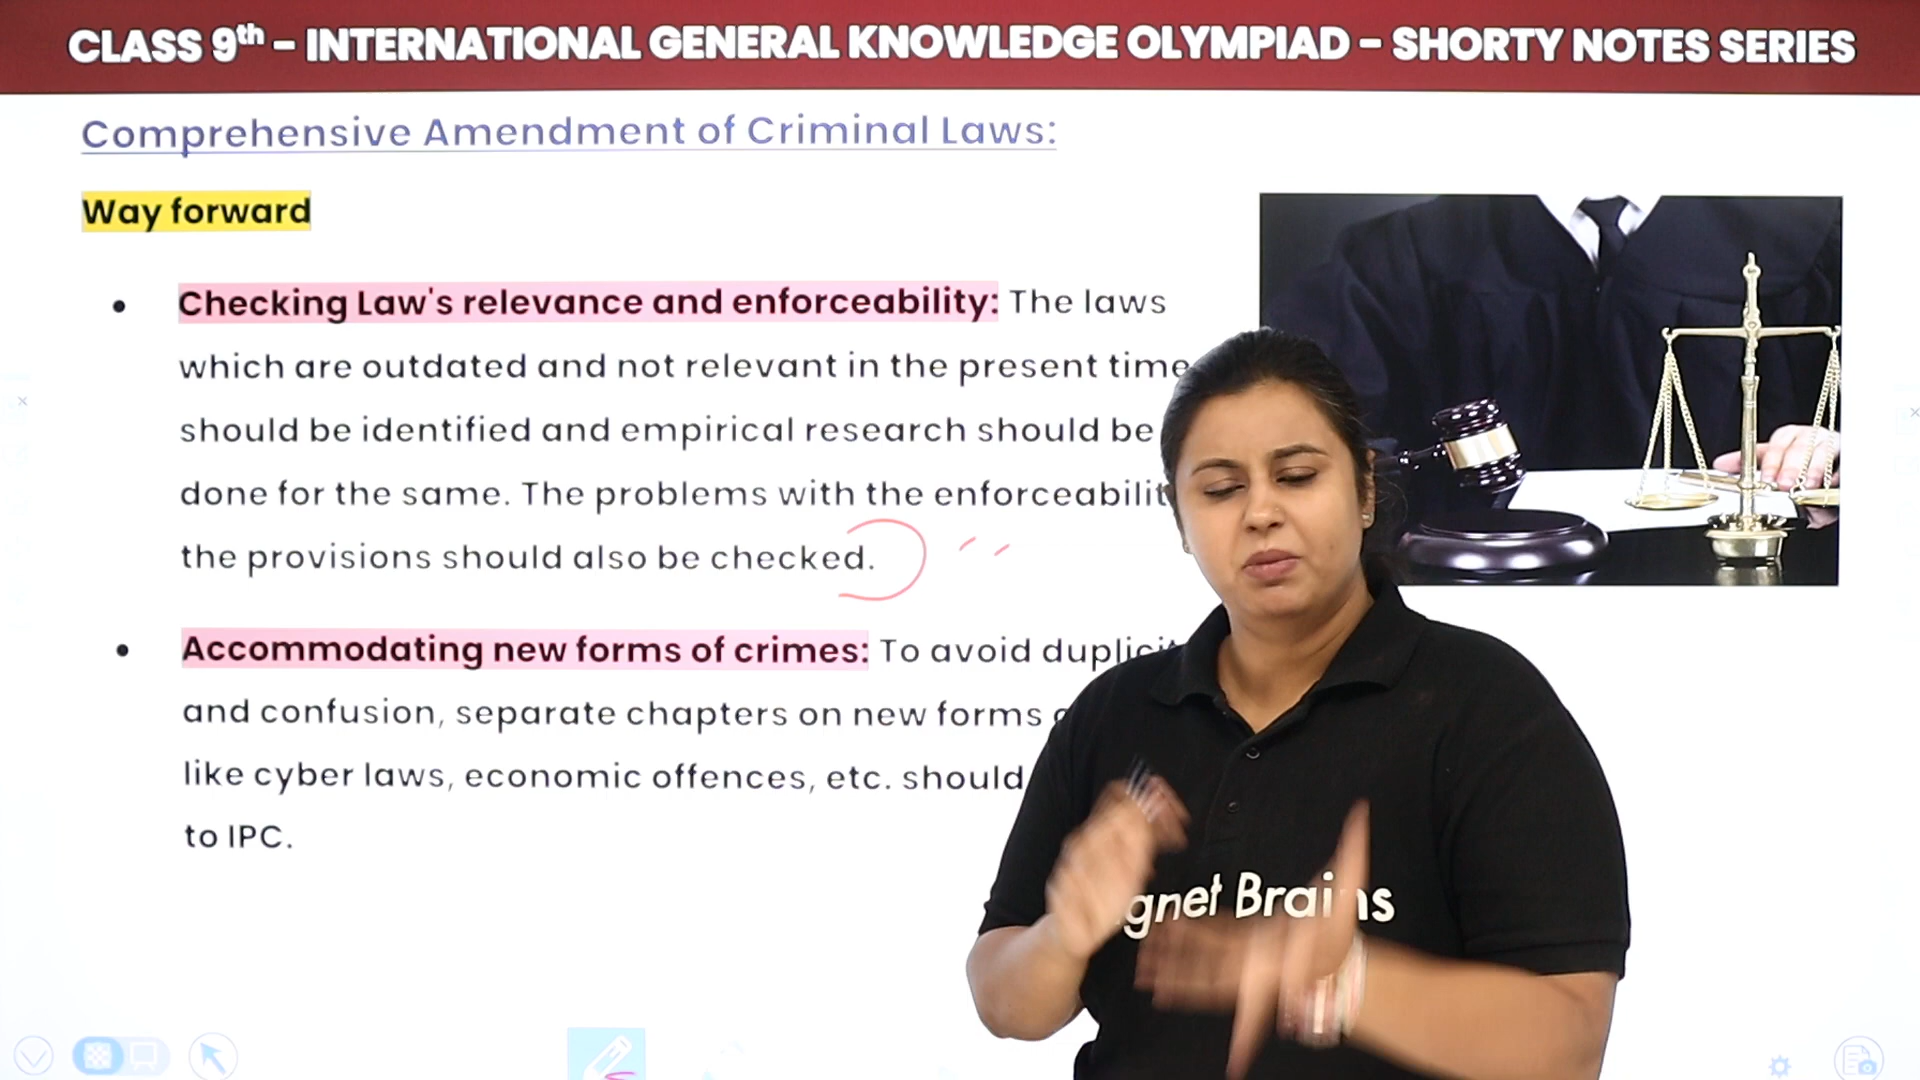 CLASS 9th - INTERNATIONAL GENERAL KNOWLEDGE OLYMPIAD - SHORTY NOTES SERIES
Comprehensive Amendment of Criminal Laws:
Way forward
• Checking Law's relevance and enforceability: The laws
which are outdated and not relevant in the present time
should be identified and empirical research should be
done for the same. The problems with the
the provisions should also be checked.
• Accommodating new forms of crimes: To avoid
and confusion, separate chapters on new forms
like cyber laws, economic offences, etc. should
to IPC.
Brains